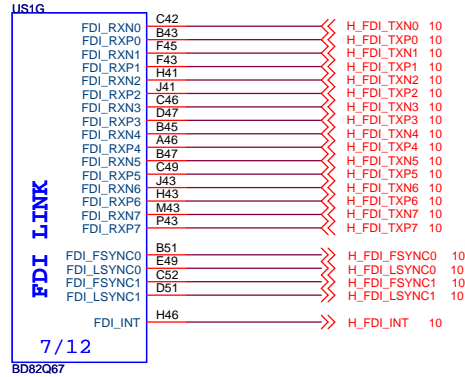 US1G
FDI_RXN0 C42 H_FDI_TXN0 10
FDI_RXP0 B43 H_FDI_TXP0 10
FDI_RXN1 F45 H_FDI_TXN1 10
FDI_RXP1 F43 H_FDI_TXP1 10
FDI_RXN2 H41 H_FDI_TXN2 10
FDI_RXP2 J41 H_FDI_TXP2 10
FDI_RXN3 C46 H_FDI_TXN3 10
FDI_RXP3 D47 H_FDI_TXP3 10
FDI_RXN4 B45 H_FDI_TXN4 10
FDI_RXP4 A46 H_FDI_TXP4 10
FDI_RXN5 B47 H_FDI_TXN5 10
FDI_RXP5 C49 H_FDI_TXP5 10
FDI_RXN6 J43 H_FDI_TXN6 10
FDI_RXP6 H43 H_FDI_TXP6 10
FDI_RXN7 M43 H_FDI_TXN7 10
FDI_RXP7 P43 H_FDI_TXP7 10
FDI LINK
FDI_FSYNC0 B51 H_FDI_FSYNC0 10
FDI_LSYNC0 E49 H_FDI_LSYNC0 10
FDI_FSYNC1 C52 H_FDI_FSYNC1 10
FDI_LSYNC1 D51 H_FDI_LSYNC1 10
FDI_INT H46 H_FDI_INT 10
7/12
BD82Q67